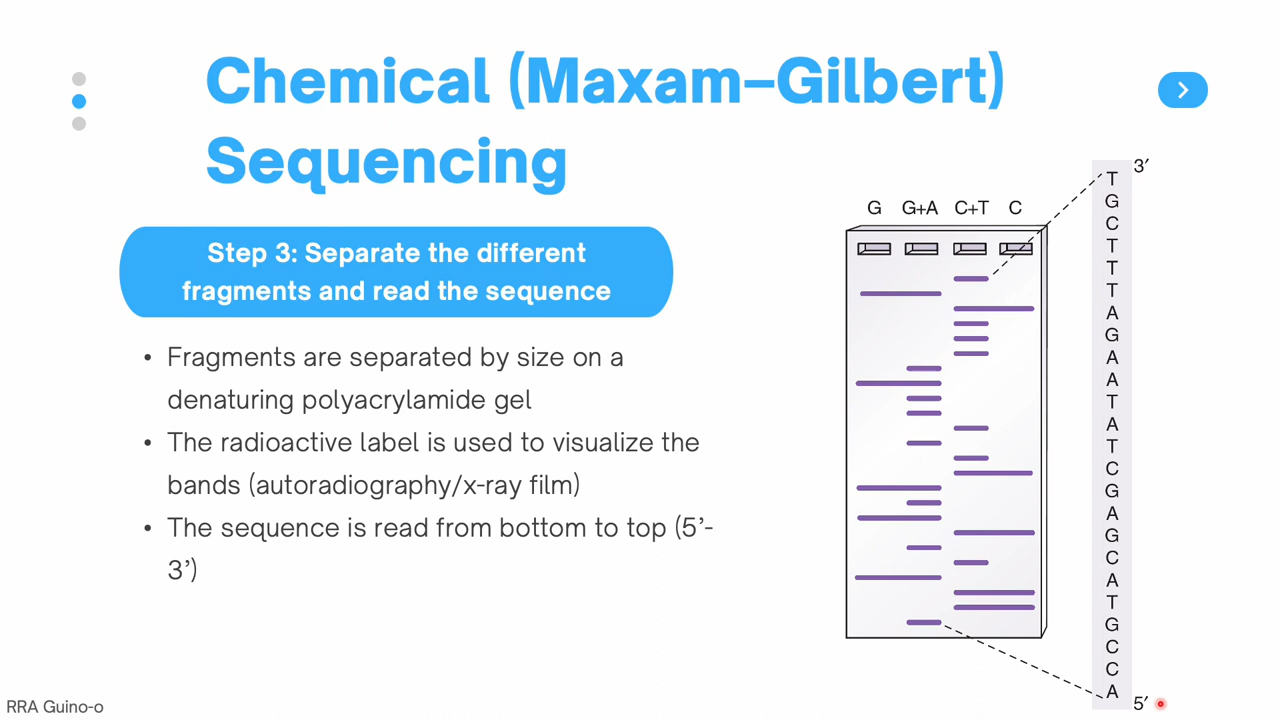 Chemical (Maxam–Gilbert)
Sequencing
Step 3: Separate the different
fragments and read the sequence
• Fragments are separated by size on a
denaturing polyacrylamide gel
• The radioactive label is used to visualize the
bands (autoradiography/x-ray film)
• The sequence is read from bottom to top (5’-
3’)
G G+A C+T C
3′
T
G
C
T
T
T
A
G
A
A
T
A
T
C
G
A
G
C
A
T
G
C
C
A
5′
RRA Guino-o